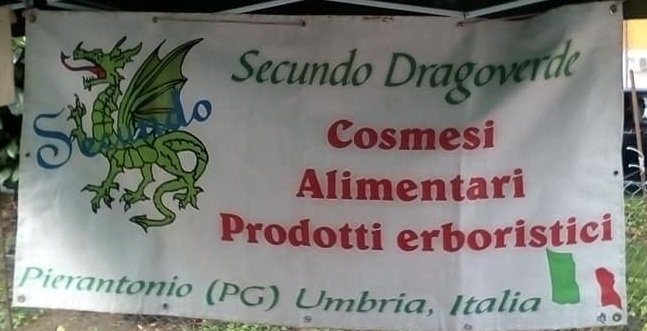 Secundo
Secundo Dragoverde
Cosmesi
Alimentari
Prodotti erboristici
Pierantonio (PG) Umbria, Italia